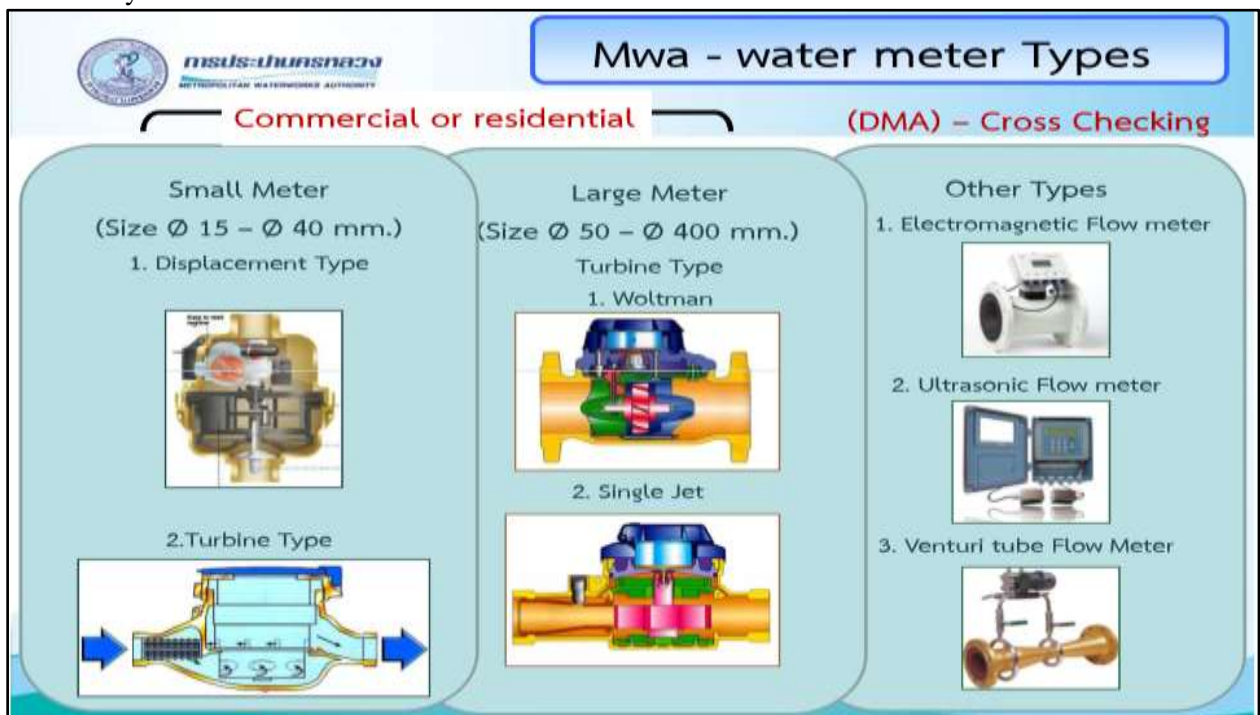 การประปานครหลวง
METROPOLITAN WATERWORKS AUTHORITY
Mwa - water meter Types
Commercial or residential
(DMA) – Cross Checking
Small Meter
(Size Ø 15 – Ø 40 mm.)
1. Displacement Type
2.Turbine Type
Large Meter
(Size Ø 50 – Ø 400 mm.)
Turbine Type
1. Woltman
2. Single Jet
Other Types
1. Electromagnetic Flow meter
2. Ultrasonic Flow meter
3. Venturi tube Flow Meter